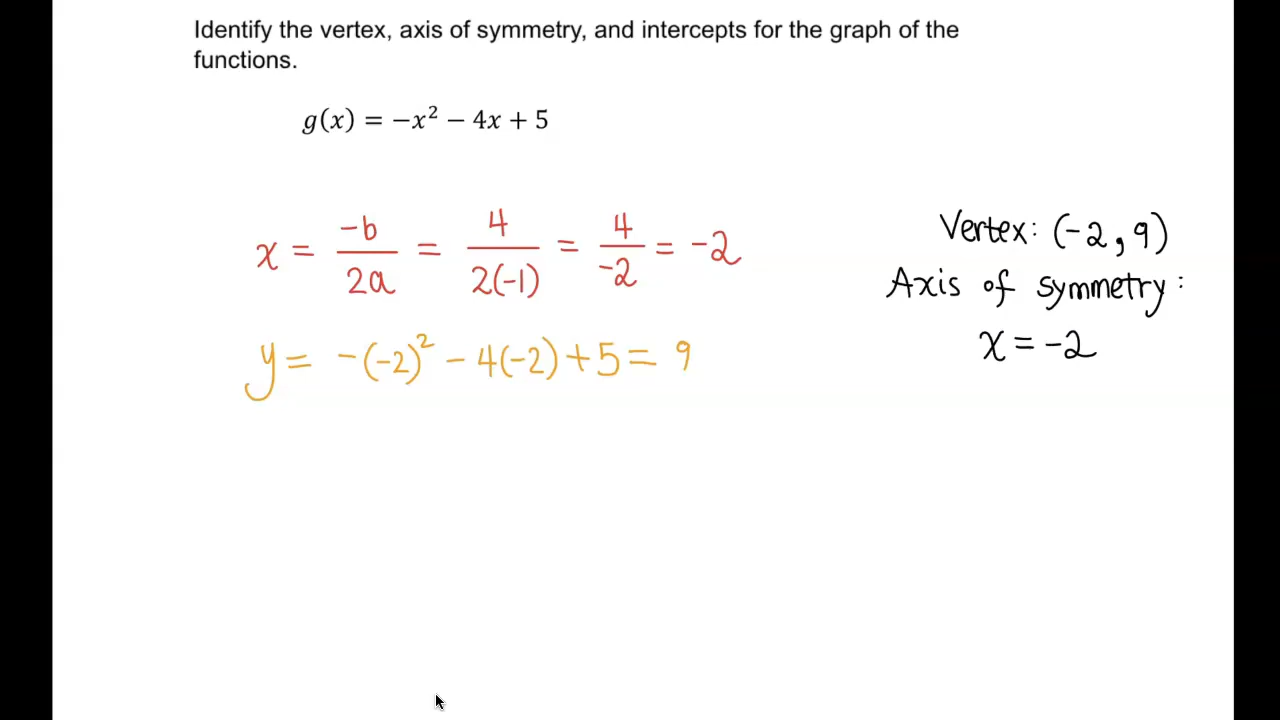 Identify the vertex, axis of symmetry, and intercepts for the graph of the
functions.
g(x) = −x² − 4x + 5
x = -b/2a = 4/2(-1) = 4/-2 = -2
y = -(-2)² - 4(-2) + 5 = 9
Vertex: (-2, 9)
Axis of symmetry:
x = -2